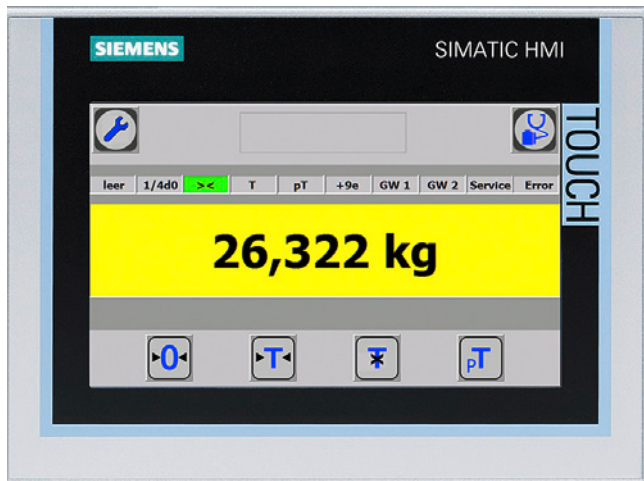 SIEMENS
SIMATIC HMI
TOUCH
leer 1/4d0 >< T pT +9e GW 1 GW 2 Service Error
26,322 kg
►0◄ ►T◄ T pT